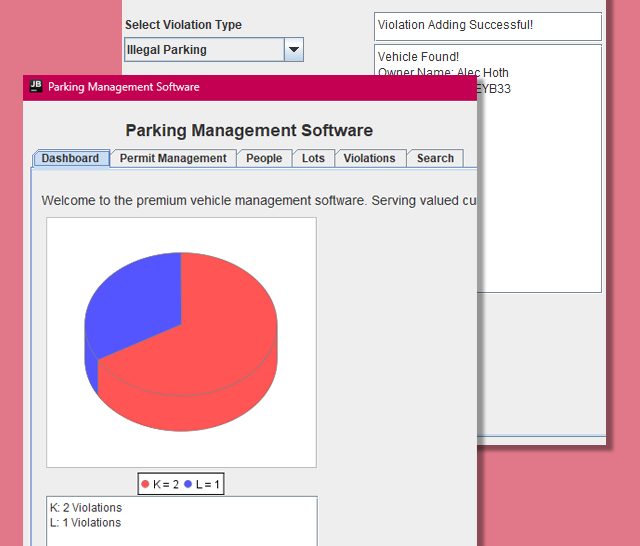 Select Violation Type
Illegal Parking
Violation Adding Successful!
Vehicle Found!
Owner Name: Alec Hoth
EYB33
JB
Parking Management Software
Parking Management Software
Dashboard
Permit Management
People
Lots
Violations
Search
Welcome to the premium vehicle management software. Serving valued cu
K = 2 L = 1
K: 2 Violations
L: 1 Violations